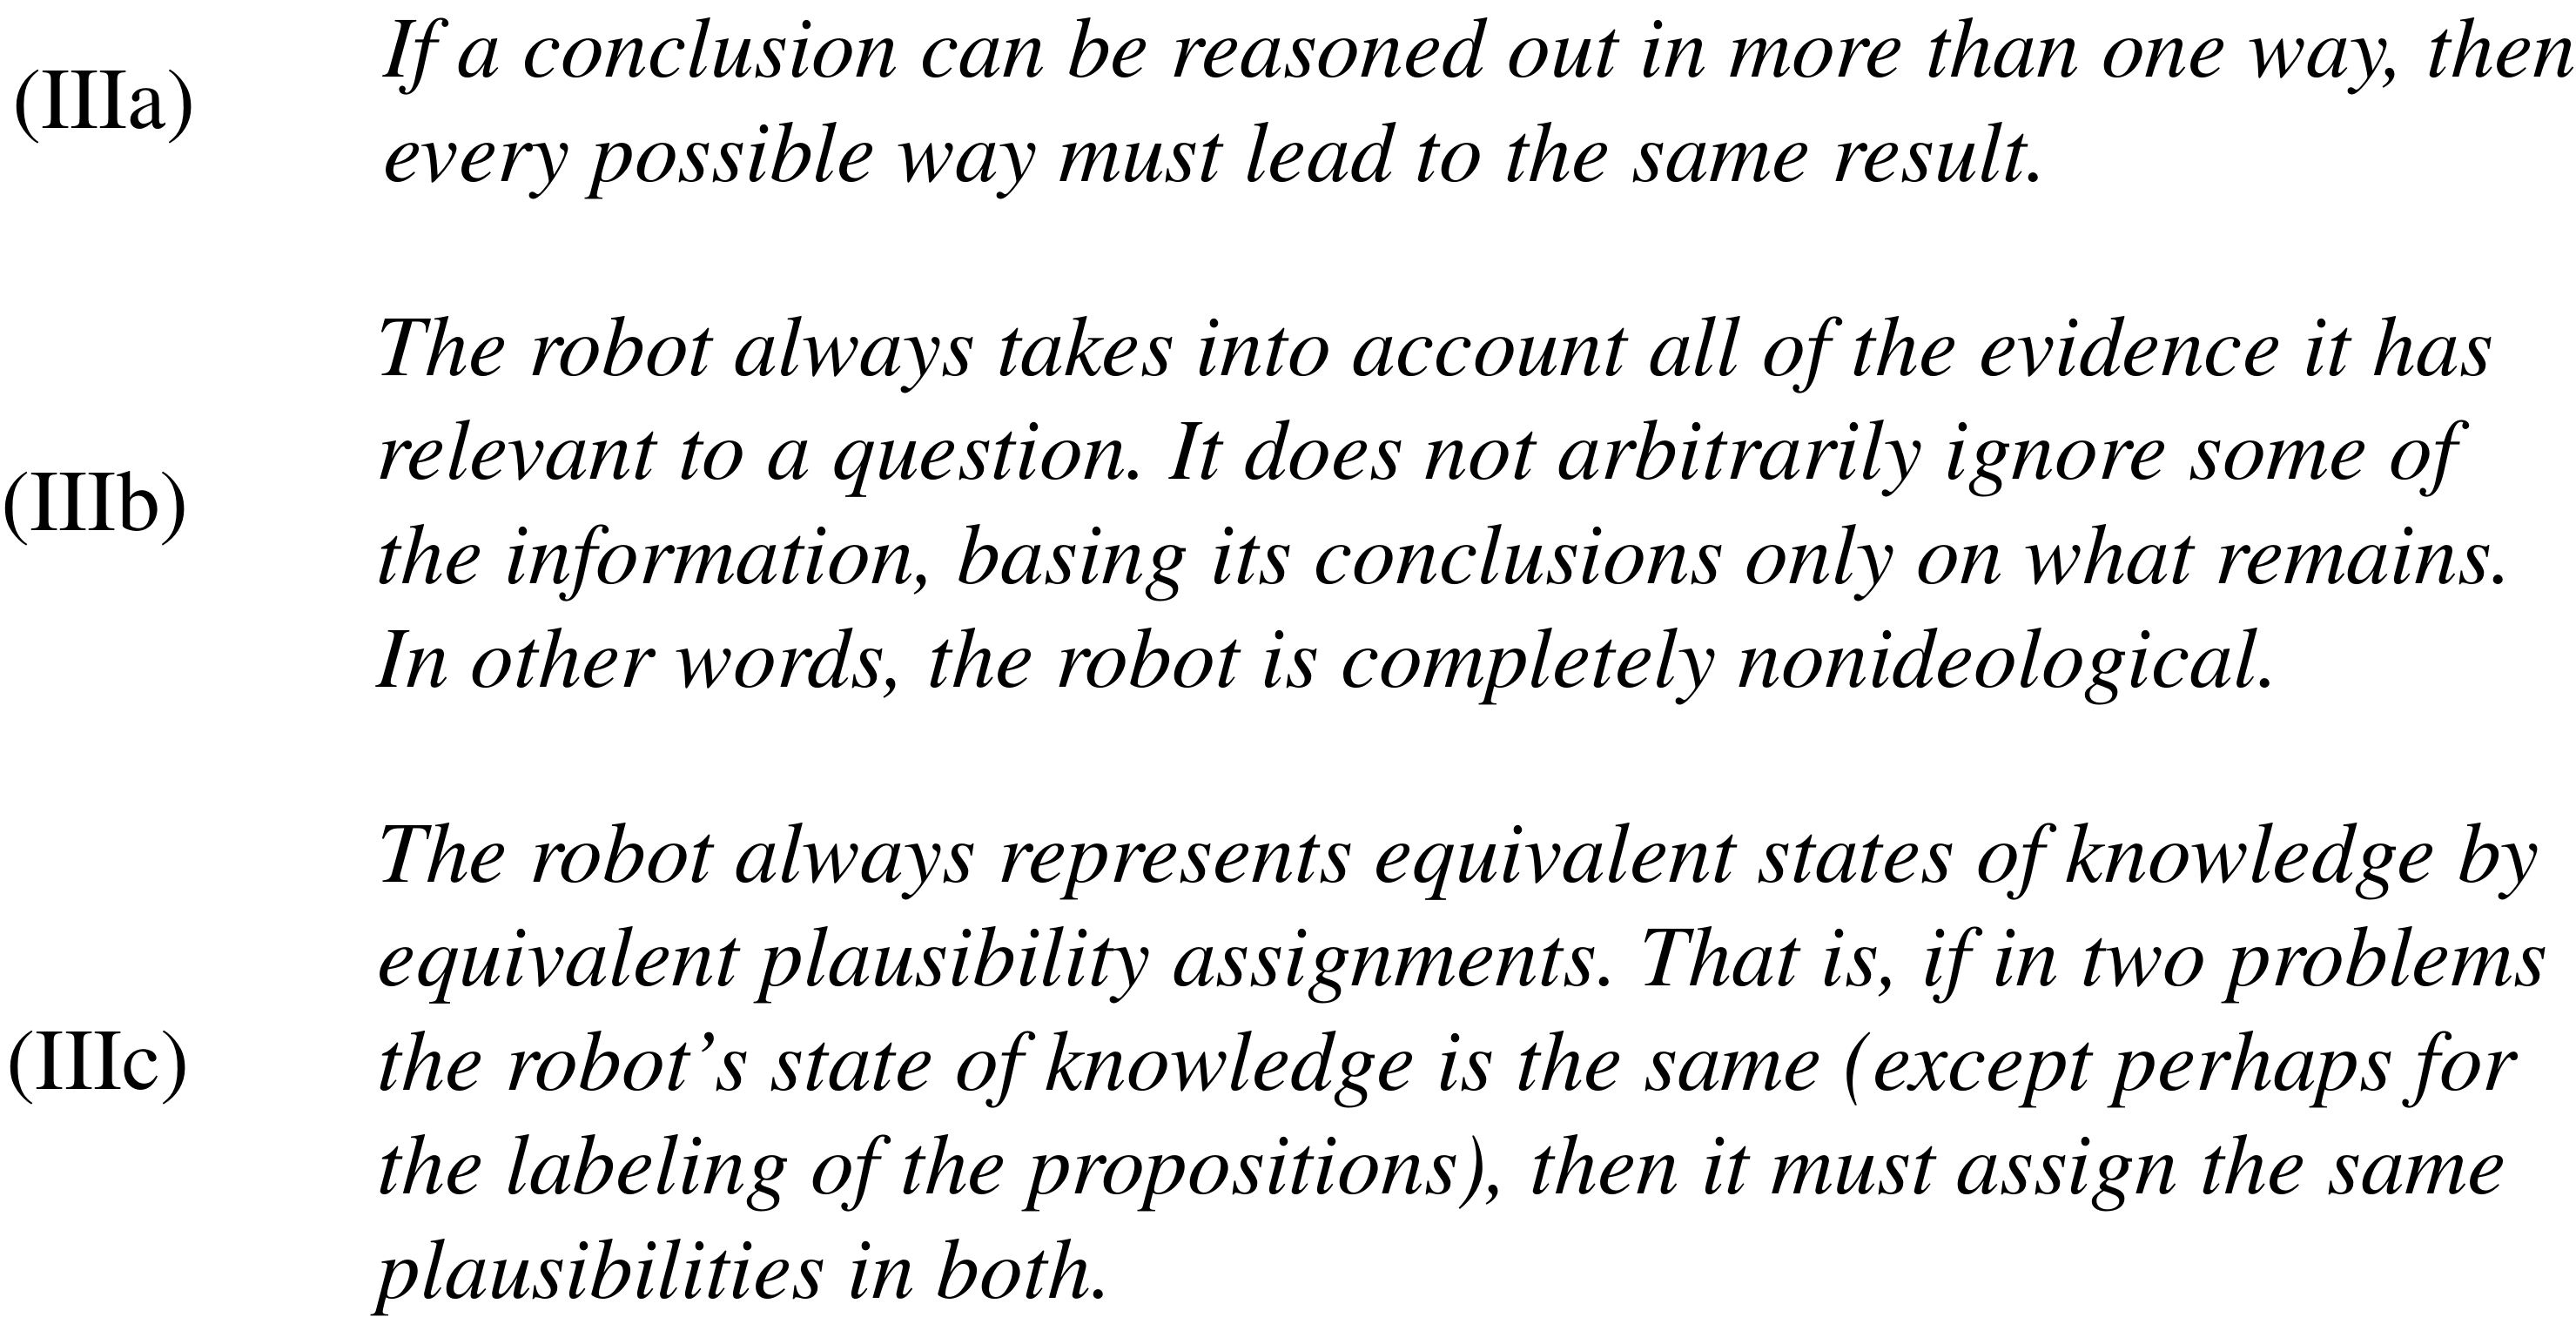 (IIIa) If a conclusion can be reasoned out in more than one way, then
every possible way must lead to the same result.
The robot always takes into account all of the evidence it has
relevant to a question. It does not arbitrarily ignore some of
(IIIb) the information, basing its conclusions only on what remains.
In other words, the robot is completely nonideological.
The robot always represents equivalent states of knowledge by
equivalent plausibility assignments. That is, if in two problems
(IIIc) the robot’s state of knowledge is the same (except perhaps for
the labeling of the propositions), then it must assign the same
plausibilities in both.